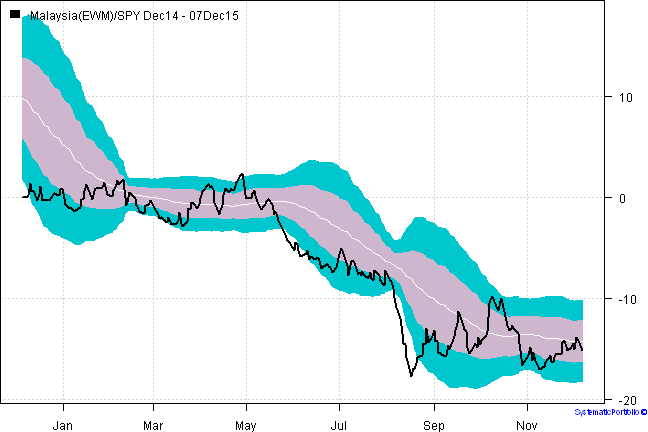 Malaysia(EWM)/SPY Dec14 - 07Dec15
10
0
-10
-20
Jan Mar May Jul Sep Nov
SystematicPortfolio ©